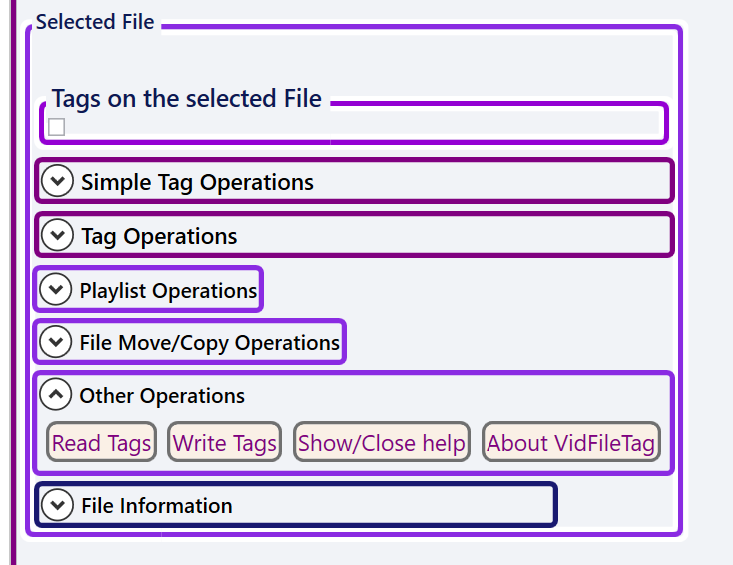 Selected File
Tags on the selected File
Simple Tag Operations
Tag Operations
Playlist Operations
File Move/Copy Operations
Other Operations
Read Tags Write Tags Show/Close help About VidFileTag
File Information